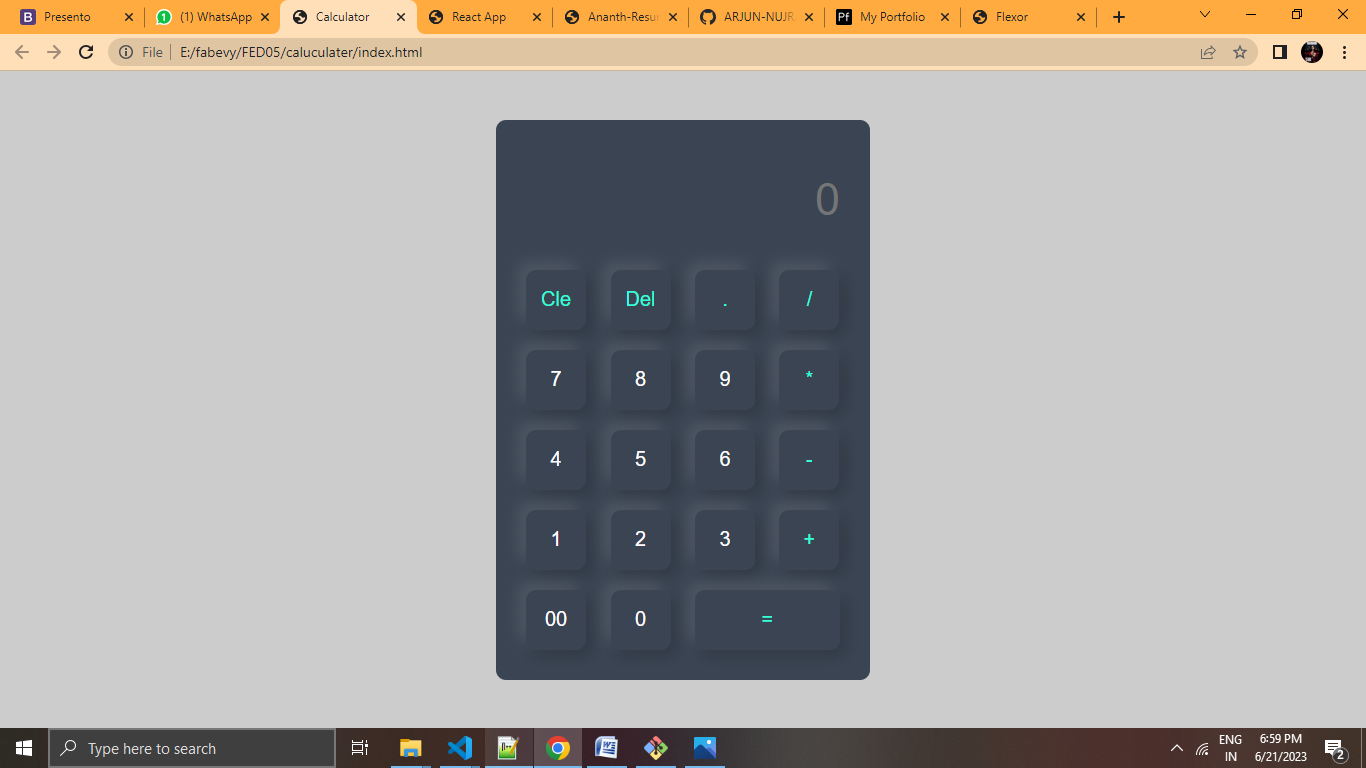 Presento
(1) WhatsApp
Calculator
React App
Ananth-Resu
ARJUN-NUJR
My Portfolio
Flexor
File
E:/fabevy/FED05/caluculater/index.html
0
Cle Del . /
7 8 9 *
4 5 6 -
1 2 3 +
00 0 =
Type here to search
ENG
IN
6:59 PM
6/21/2023
2